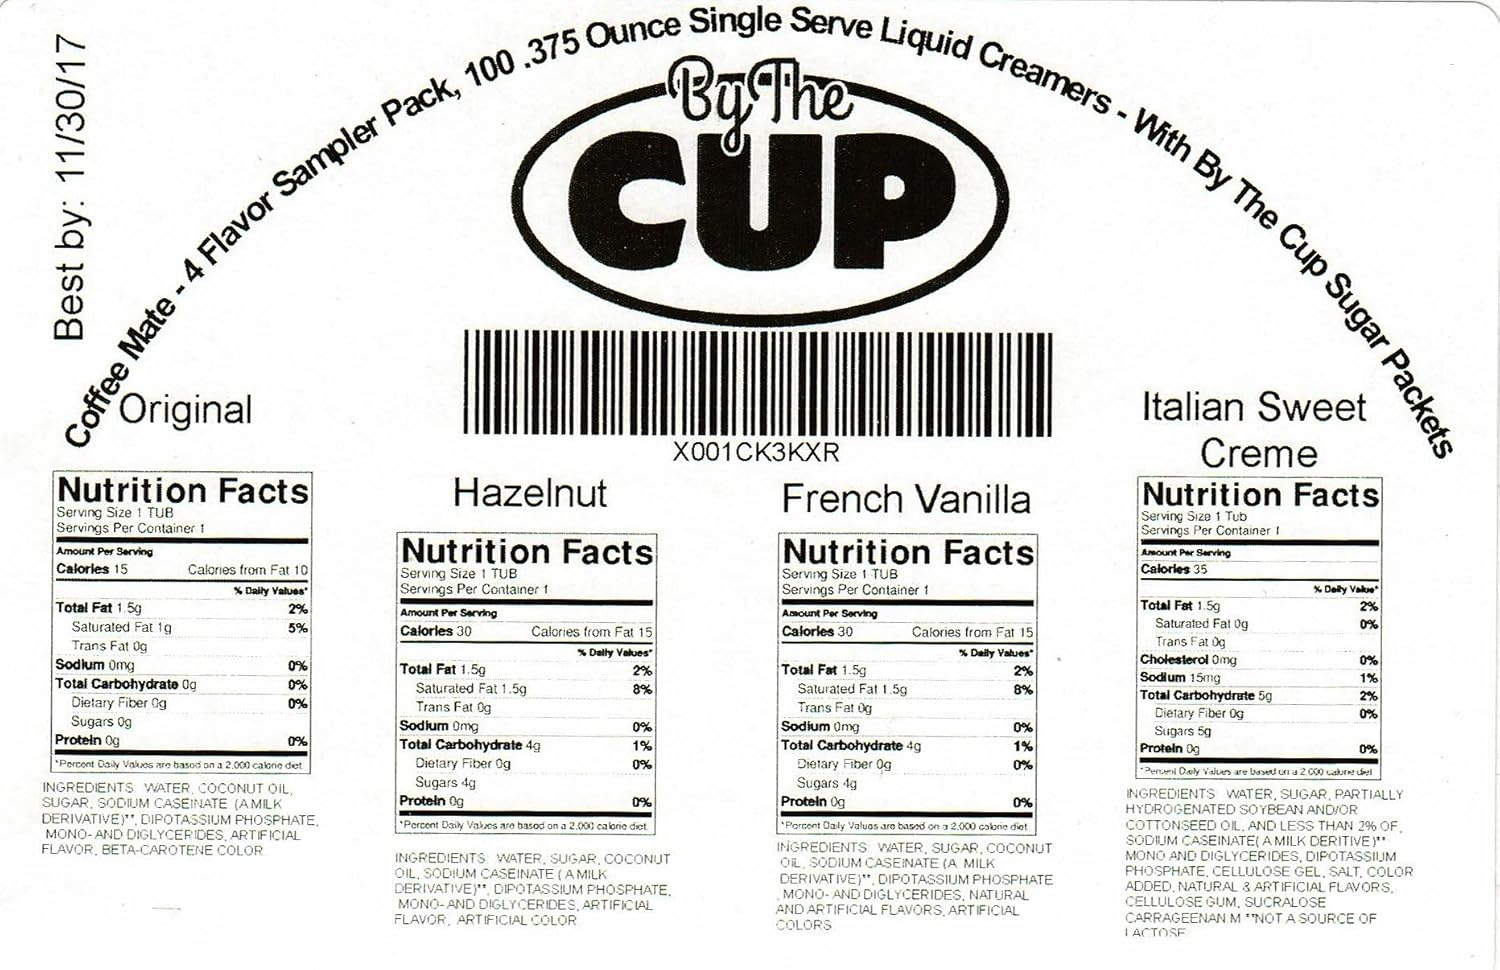 Best by: 11/30/17
Coffee Mate - 4 Flavor Sampler Pack, 100 .375 Ounce Single Serve Liquid Creamers - With By The Cup Sugar Packets
By The
CUP
X001CK3KXR
Original
Nutrition Facts
Serving Size 1 TUB
Servings Per Container 1
Amount Per Serving
Calories 15 Calories from Fat 10
% Daily Values*
Total Fat 1.5g 2%
Saturated Fat 1g 5%
Trans Fat 0g
Sodium 0mg 0%
Total Carbohydrate 0g 0%
Dietary Fiber 0g 0%
Sugars 0g
Protein 0g 0%
*Percent Daily Values are based on a 2,000 calorie diet
INGREDIENTS WATER, COCONUT OIL,
SUGAR, SODIUM CASEINATE (A MILK
DERIVATIVE)**, DIPOTASSIUM PHOSPHATE,
MONO- AND DIGLYCERIDES, ARTIFICIAL
FLAVOR, BETA-CAROTENE COLOR
Hazelnut
Nutrition Facts
Serving Size 1 TUB
Servings Per Container 1
Amount Per Serving
Calories 30 Calories from Fat 15
% Daily Values*
Total Fat 1.5g 2%
Saturated Fat 1.5g 8%
Trans Fat 0g
Sodium 0mg 0%
Total Carbohydrate 4g 1%
Dietary Fiber 0g 0%
Sugars 4g
Protein 0g 0%
*Percent Daily Values are based on a 2,000 calorie diet
INGREDIENTS WATER, SUGAR, COCONUT
OIL, SODIUM CASEINATE ( A MILK
DERIVATIVE)**, DIPOTASSIUM PHOSPHATE,
MONO- AND DIGLYCERIDES, ARTIFICIAL
FLAVOR, ARTIFICIAL COLOR
French Vanilla
Nutrition Facts
Serving Size 1 TUB
Servings Per Container 1
Amount Per Serving
Calories 30 Calories from Fat 15
% Daily Values*
Total Fat 1.5g 2%
Saturated Fat 1.5g 8%
Trans Fat 0g
Sodium 0mg 0%
Total Carbohydrate 4g 1%
Dietary Fiber 0g 0%
Sugars 4g
Protein 0g 0%
*Percent Daily Values are based on a 2,000 calorie diet
INGREDIENTS WATER, SUGAR, COCONUT
OIL, SODIUM CASEINATE (A MILK
DERIVATIVE)**, DIPOTASSIUM PHOSPHATE
, MONO- AND DIGLYCERIDES, NATURAL
AND ARTIFICIAL FLAVORS, ARTIFICIAL
COLORS
Italian Sweet
Creme
Nutrition Facts
Serving Size 1 Tub
Servings Per Container 1
Amount Per Serving
Calories 35
% Daily Value*
Total Fat 1.5g 2%
Saturated Fat 0g 0%
Trans Fat 0g
Cholesterol 0mg 0%
Sodium 15mg 1%
Total Carbohydrate 5g 2%
Dietary Fiber 0g 0%
Sugars 5g
Protein 0g 0%
*Percent Daily Values are based on a 2,000 calorie diet
INGREDIENTS WATER, SUGAR, PARTIALLY
HYDROGENATED SOYBEAN AND/OR
COTTONSEED OIL, AND LESS THAN 2% OF,
SODIUM CASEINATE( A MILK DERITIVE)**
MONO AND DIGLYCERIDES, DIPOTASSIUM
PHOSPHATE, CELLULOSE GEL, SALT, COLOR
ADDED, NATURAL & ARTIFICIAL FLAVORS,
CELLULOSE GUM, SUCRALOSE
CARRAGEENAN M **NOT A SOURCE OF
LACTOSE